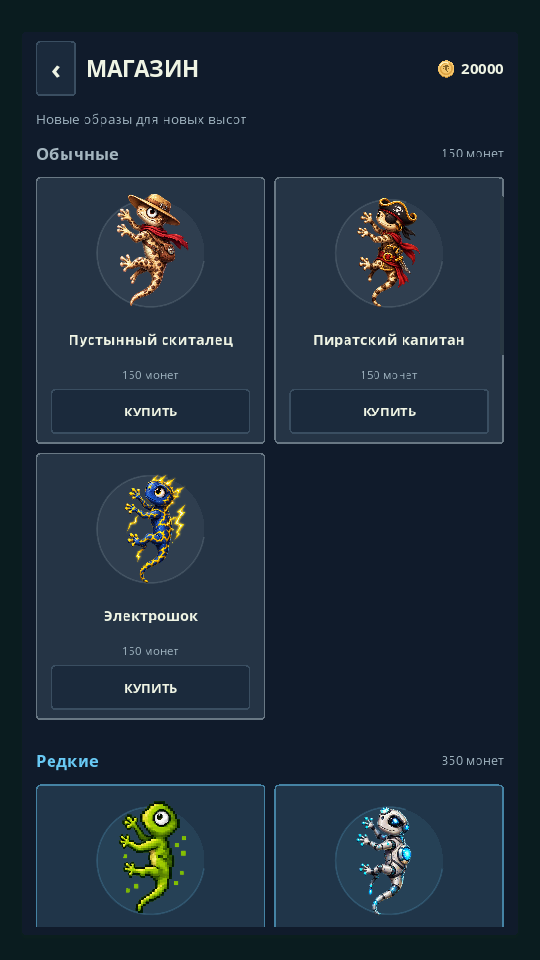 ‹ МАГАЗИН 20000
Новые образы для новых высот
Обычные 150 монет
Пустынный скиталец Пиратский капитан
150 монет 150 монет
КУПИТЬ КУПИТЬ
Электрошок
150 монет
КУПИТЬ
Редкие 350 монет